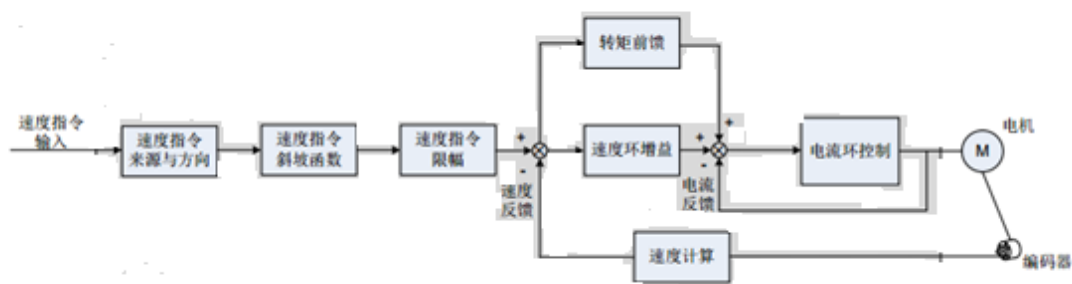 转矩前馈
速度指令
输入
速度指令
来源与方向
速度指令
斜坡函数
速度指令
限幅
+
-
速度
反馈
速度环增益
+
+
-
电流
反馈
电流环控制
电机
M
速度计算
编码器